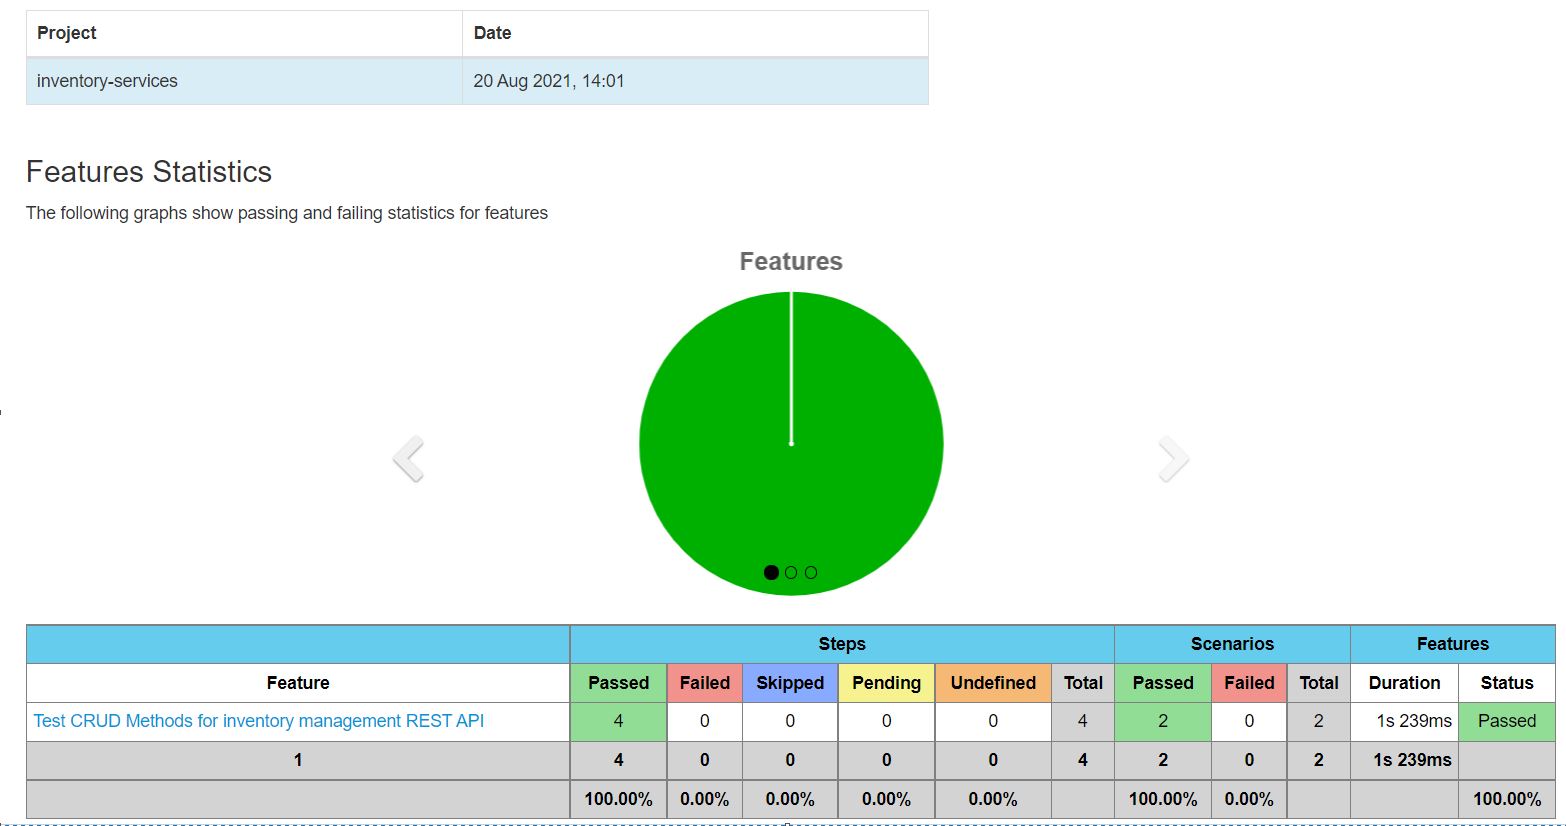 Project Date
inventory-services 20 Aug 2021, 14:01
Features Statistics
The following graphs show passing and failing statistics for features
Features
Steps Scenarios Features
Feature Passed Failed Skipped Pending Undefined Total Passed Failed Total Duration Status
Test CRUD Methods for inventory management REST API 4 0 0 0 0 4 2 0 2 1s 239ms Passed
1 4 0 0 0 0 4 2 0 2 1s 239ms
100.00% 0.00% 0.00% 0.00% 0.00% 100.00% 0.00% 100.00%